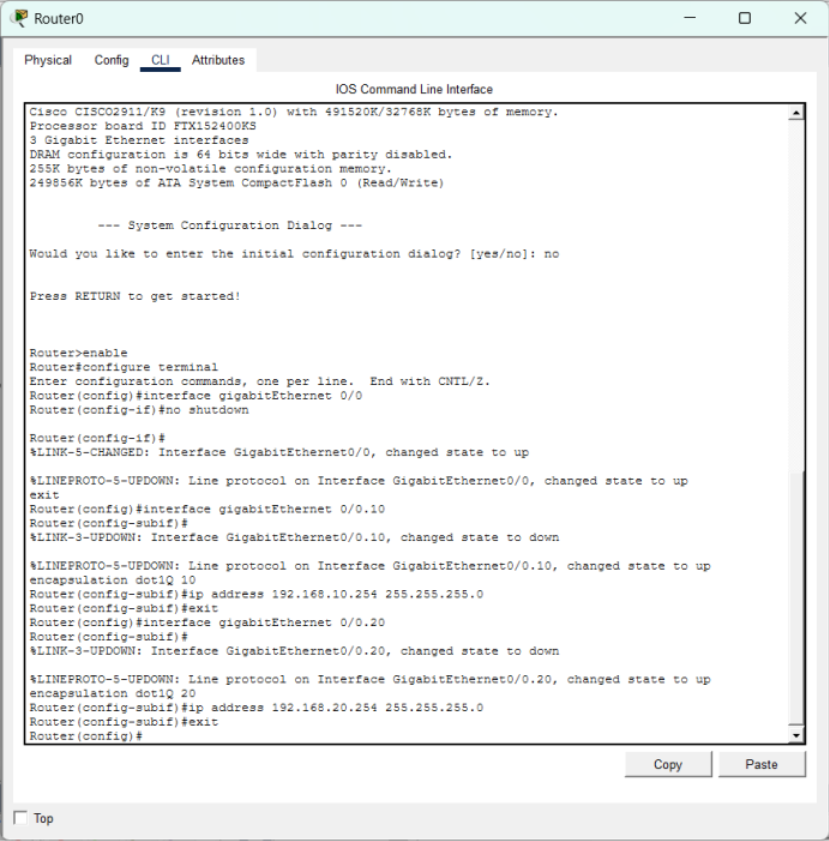 Router0
Physical Config CLI Attributes
IOS Command Line Interface
Cisco CISCO2911/K9 (revision 1.0) with 491520K/32768K bytes of memory.
Processor board ID FTX152400KS
3 Gigabit Ethernet interfaces
DRAM configuration is 64 bits wide with parity disabled.
255K bytes of non-volatile configuration memory.
249856K bytes of ATA System CompactFlash 0 (Read/Write)
--- System Configuration Dialog ---
Would you like to enter the initial configuration dialog? [yes/no]: no
Press RETURN to get started!
Router>enable
Router#configure terminal
Enter configuration commands, one per line.  End with CNTL/Z.
Router(config)#interface gigabitEthernet 0/0
Router(config-if)#no shutdown
Router(config-if)#
%LINK-5-CHANGED: Interface GigabitEthernet0/0, changed state to up
%LINEPROTO-5-UPDOWN: Line protocol on Interface GigabitEthernet0/0, changed state to up
exit
Router(config)#interface gigabitEthernet 0/0.10
Router(config-subif)#
%LINK-3-UPDOWN: Interface GigabitEthernet0/0.10, changed state to down
%LINEPROTO-5-UPDOWN: Line protocol on Interface GigabitEthernet0/0.10, changed state to up
encapsulation dot1Q 10
Router(config-subif)#ip address 192.168.10.254 255.255.255.0
Router(config-subif)#exit
Router(config)#interface gigabitEthernet 0/0.20
Router(config-subif)#
%LINK-3-UPDOWN: Interface GigabitEthernet0/0.20, changed state to down
%LINEPROTO-5-UPDOWN: Line protocol on Interface GigabitEthernet0/0.20, changed state to up
encapsulation dot1Q 20
Router(config-subif)#ip address 192.168.20.254 255.255.255.0
Router(config-subif)#exit
Router(config)#
Copy Paste
Top